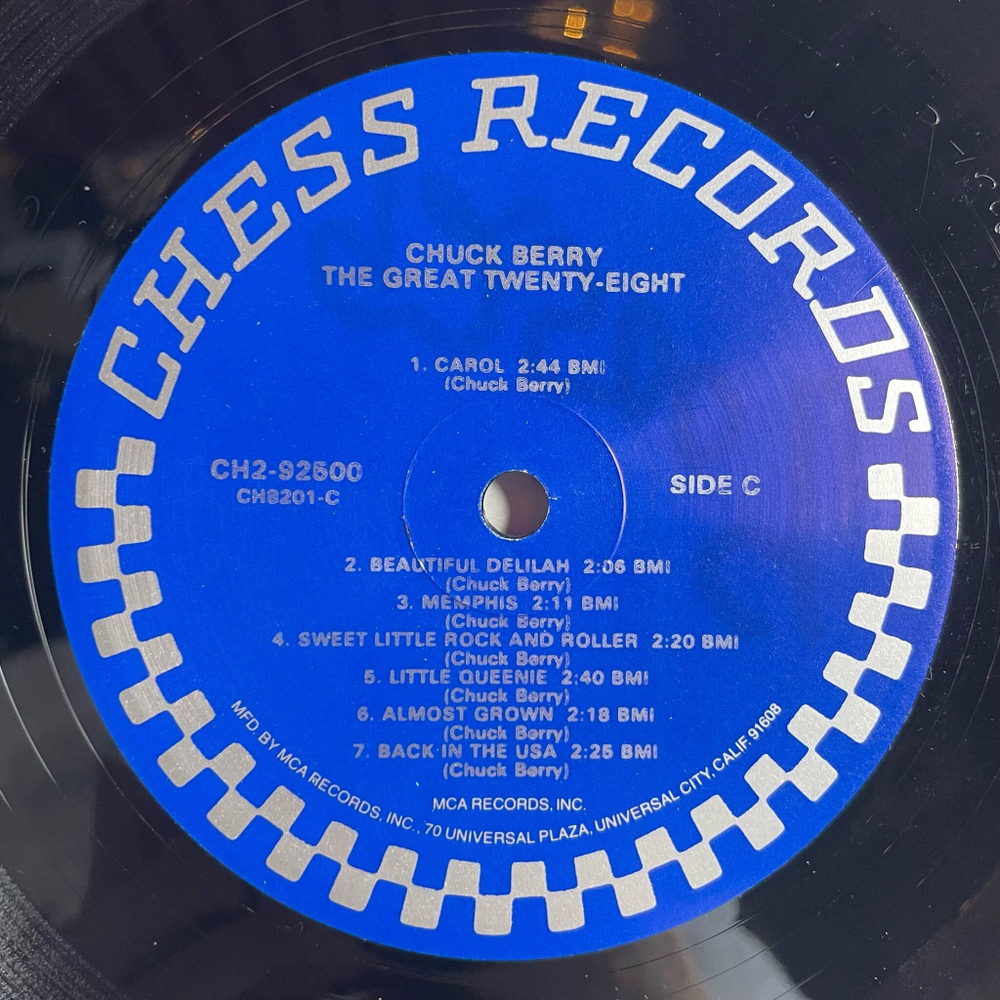 CHESS RECORDS
CHUCK BERRY
THE GREAT TWENTY-EIGHT
1. CAROL 2:44 BMI
(Chuck Berry)
CH2-92500
CH8201-C
SIDE C
2. BEAUTIFUL DELILAH 2:06 BMI
(Chuck Berry)
3. MEMPHIS 2:11 BMI
(Chuck Berry)
4. SWEET LITTLE ROCK AND ROLLER 2:20 BMI
(Chuck Berry)
5. LITTLE QUEENIE 2:40 BMI
(Chuck Berry)
6. ALMOST GROWN 2:18 BMI
(Chuck Berry)
7. BACK IN THE USA 2:25 BMI
(Chuck Berry)
MCA RECORDS, INC.
MFD. BY MCA RECORDS, INC., 70 UNIVERSAL PLAZA, UNIVERSAL CITY, CALIF. 91608